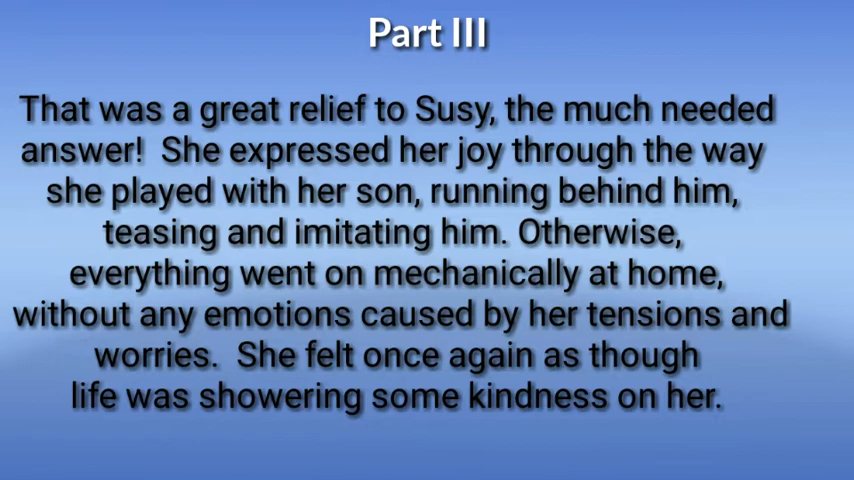 Part III
That was a great relief to Susy, the much needed
answer!  She expressed her joy through the way
she played with her son, running behind him,
teasing and imitating him. Otherwise,
everything went on mechanically at home,
without any emotions caused by her tensions and
worries.  She felt once again as though
life was showering some kindness on her.